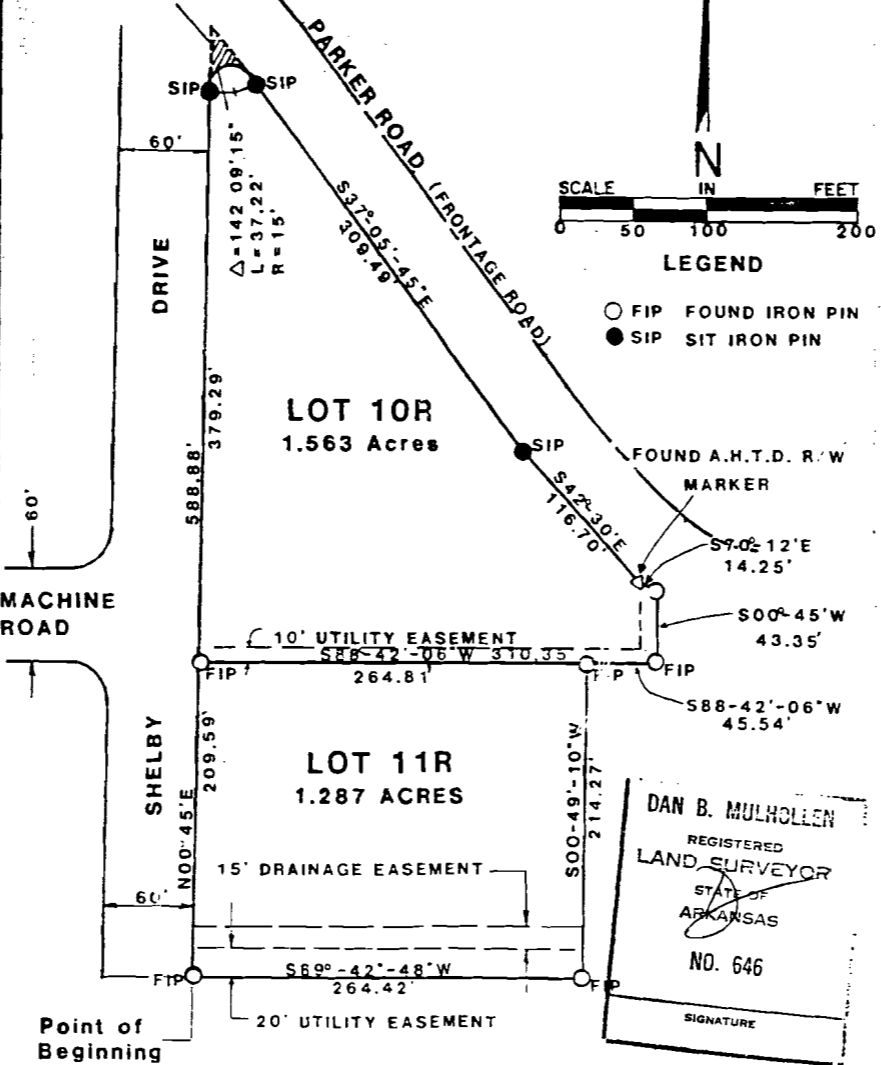 PARKER ROAD (FRONTAGE ROAD)
N
SCALE IN FEET
0 50 100 200
LEGEND
FIP FOUND IRON PIN
SIP SIT IRON PIN
SIP
SIP
60'
Δ=142 09'15"
L=37.22'
R=15'
S37°-05'-45"E
309.49'
DRIVE
379.29'
588.88'
LOT 10R
1.563 Acres
SIP
FOUND A.H.T.D. R/W
MARKER
S42°-30'E
116.70'
S70°-12'E
14.25'
S00°-45'W
43.35'
60'
MACHINE
ROAD
10' UTILITY EASEMENT
S88-42'-06"W 310.35
264.81'
FIP
FIP
FIP
S88-42'-06"W
45.54'
SHELBY
N00°45'E
209.59'
LOT 11R
1.287 ACRES
S00-49'-10"W
214.27'
15' DRAINAGE EASEMENT
60'
FIP
S89°-42"-48"W
264.42'
FIP
20' UTILITY EASEMENT
Point of
Beginning
DAN B. MULHOLLEN
REGISTERED
LAND SURVEYOR
STATE OF
ARKANSAS
NO. 646
SIGNATURE